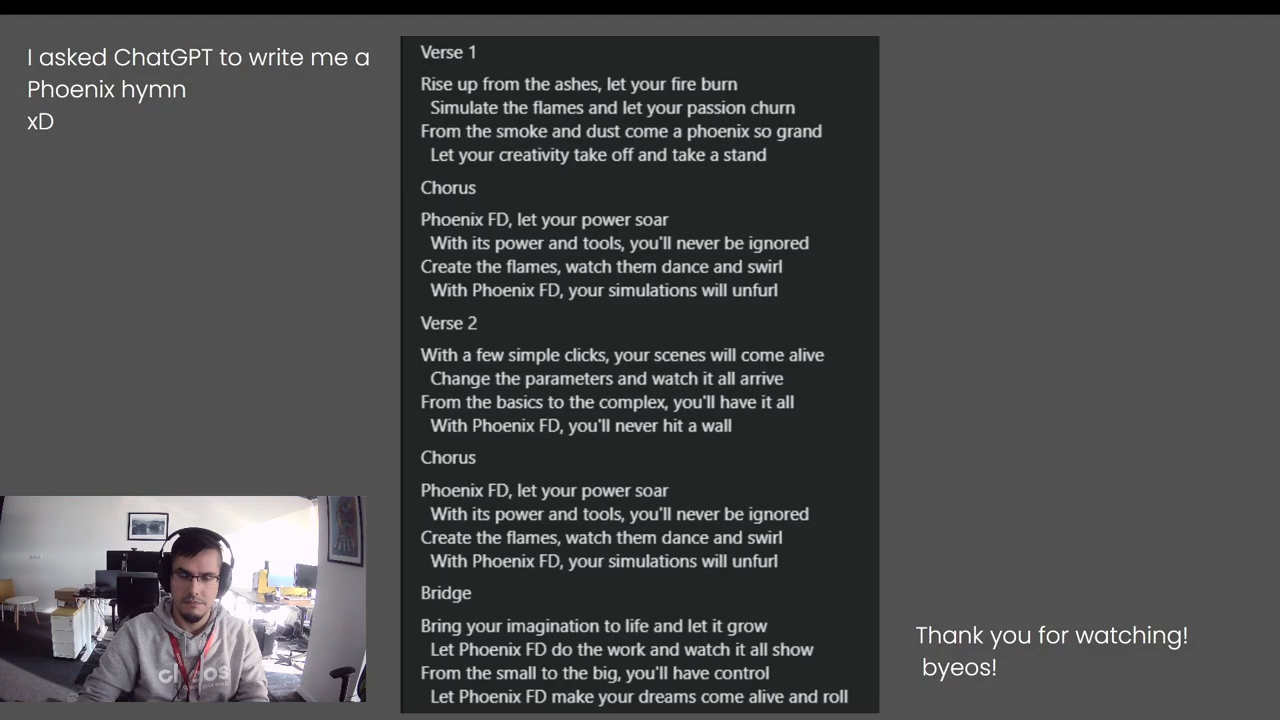 I asked ChatGPT to write me a
Phoenix hymn
xD
Verse 1
Rise up from the ashes, let your fire burn
Simulate the flames and let your passion churn
From the smoke and dust come a phoenix so grand
Let your creativity take off and take a stand
Chorus
Phoenix FD, let your power soar
With its power and tools, you'll never be ignored
Create the flames, watch them dance and swirl
With Phoenix FD, your simulations will unfurl
Verse 2
With a few simple clicks, your scenes will come alive
Change the parameters and watch it all arrive
From the basics to the complex, you'll have it all
With Phoenix FD, you'll never hit a wall
Chorus
Phoenix FD, let your power soar
With its power and tools, you'll never be ignored
Create the flames, watch them dance and swirl
With Phoenix FD, your simulations will unfurl
Bridge
Bring your imagination to life and let it grow
Let Phoenix FD do the work and watch it all show
From the small to the big, you'll have control
Let Phoenix FD make your dreams come alive and roll
Thank you for watching!
byeos!